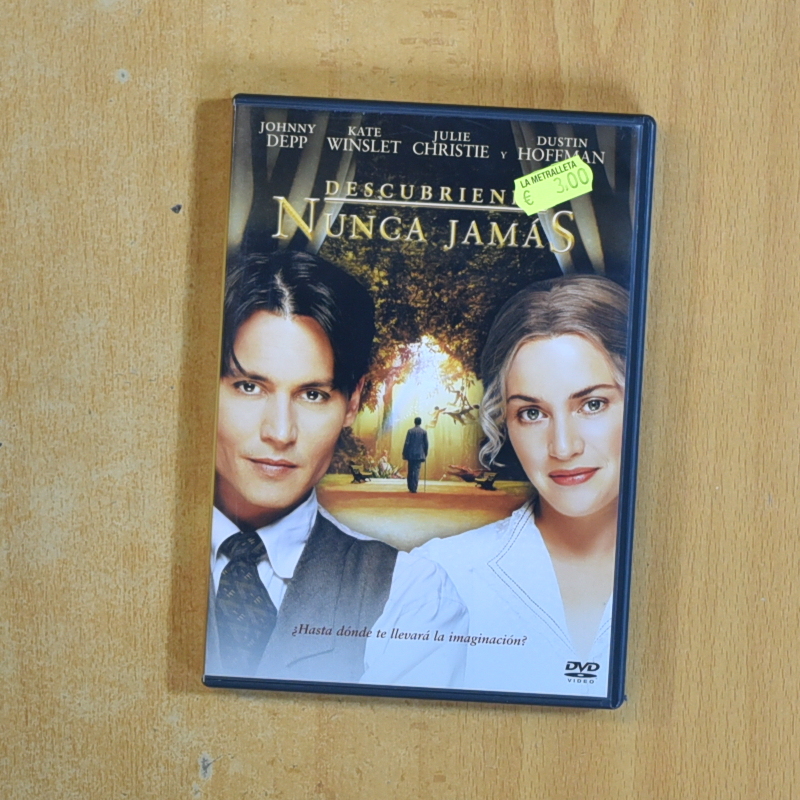 JOHNNY DEPP KATE WINSLET JULIE CHRISTIE Y DUSTIN HOFFMAN
LA METRALLETA
€ 3.00
DESCUBRIEN
NUNCA JAMÁS
¿Hasta dónde te llevará la imaginación?
DVD
VIDEO